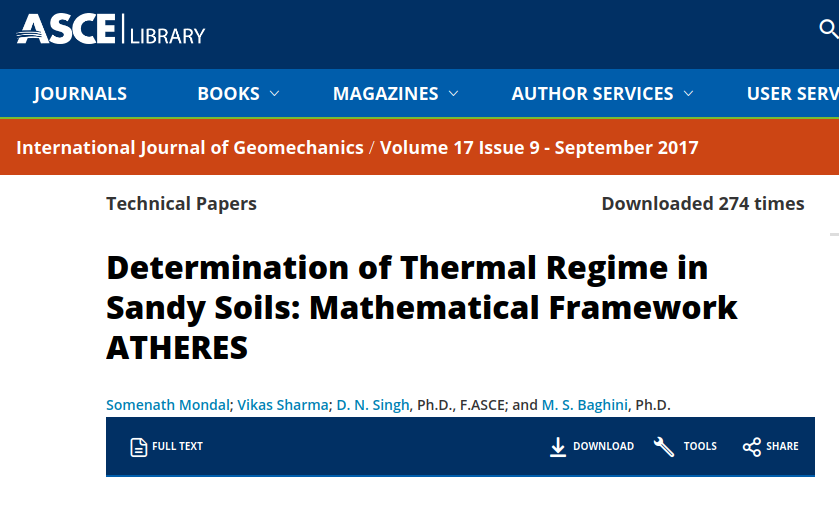 ASCE LIBRARY
JOURNALS BOOKS MAGAZINES AUTHOR SERVICES USER SERV
International Journal of Geomechanics / Volume 17 Issue 9 - September 2017
Technical Papers Downloaded 274 times
Determination of Thermal Regime in
Sandy Soils: Mathematical Framework
ATHERES
Somenath Mondal; Vikas Sharma; D. N. Singh, Ph.D., F.ASCE; and M. S. Baghini, Ph.D.
FULL TEXT DOWNLOAD TOOLS SHARE